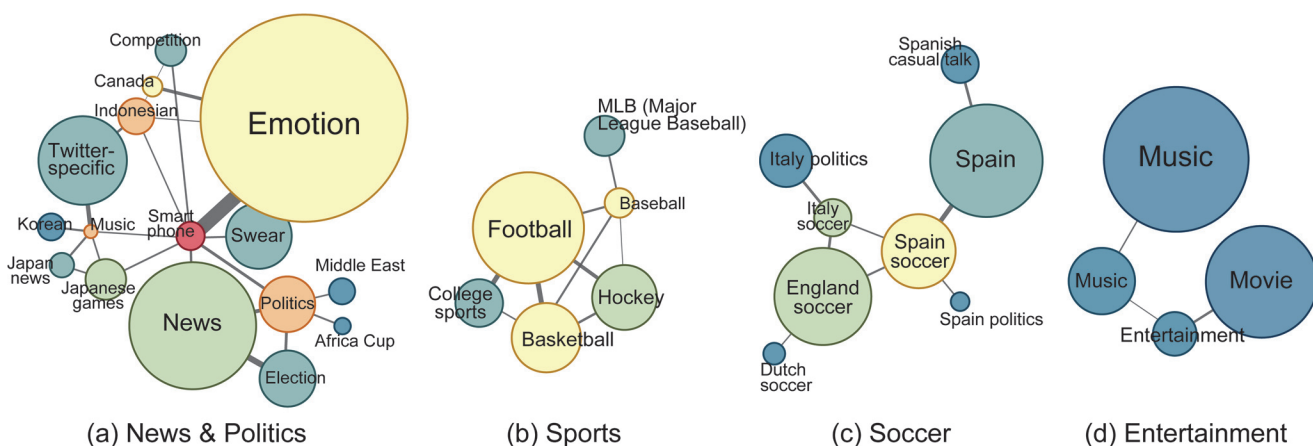 Competition
Canada
Indonesian
Emotion
Twitter-
specific
Korean
Music
Smart
phone
Swear
Japan
news
Japanese
games
Middle East
Politics
News
Africa Cup
Election
(a) News & Politics
MLB (Major
League Baseball)
Baseball
Football
College
sports
Hockey
Basketball
(b) Sports
Spanish
casual talk
Italy politics
Spain
Italy
soccer
Spain
soccer
England
soccer
Spain politics
Dutch
soccer
(c) Soccer
Music
Music
Movie
Entertainment
(d) Entertainment